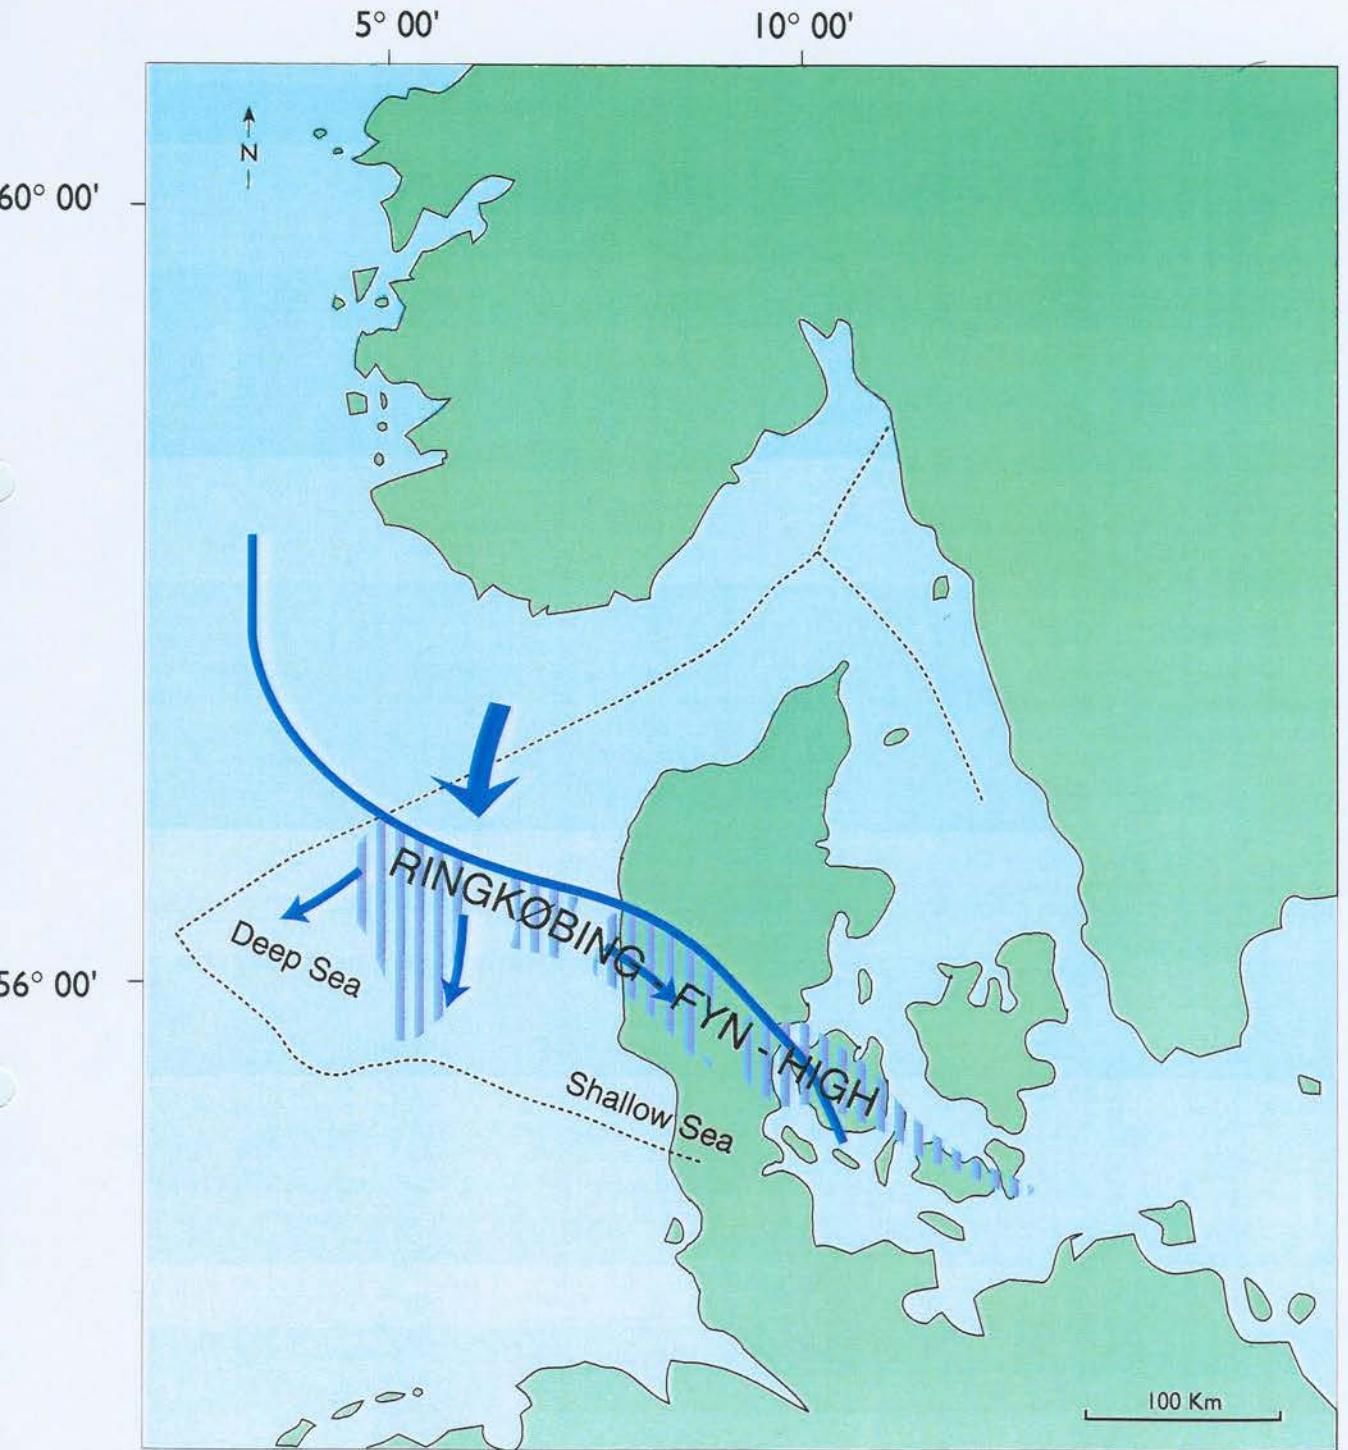 5° 00'
10° 00'
N
60° 00'
RINGKØBING - FYN - HIGH
Deep Sea
56° 00'
Shallow Sea
100 Km